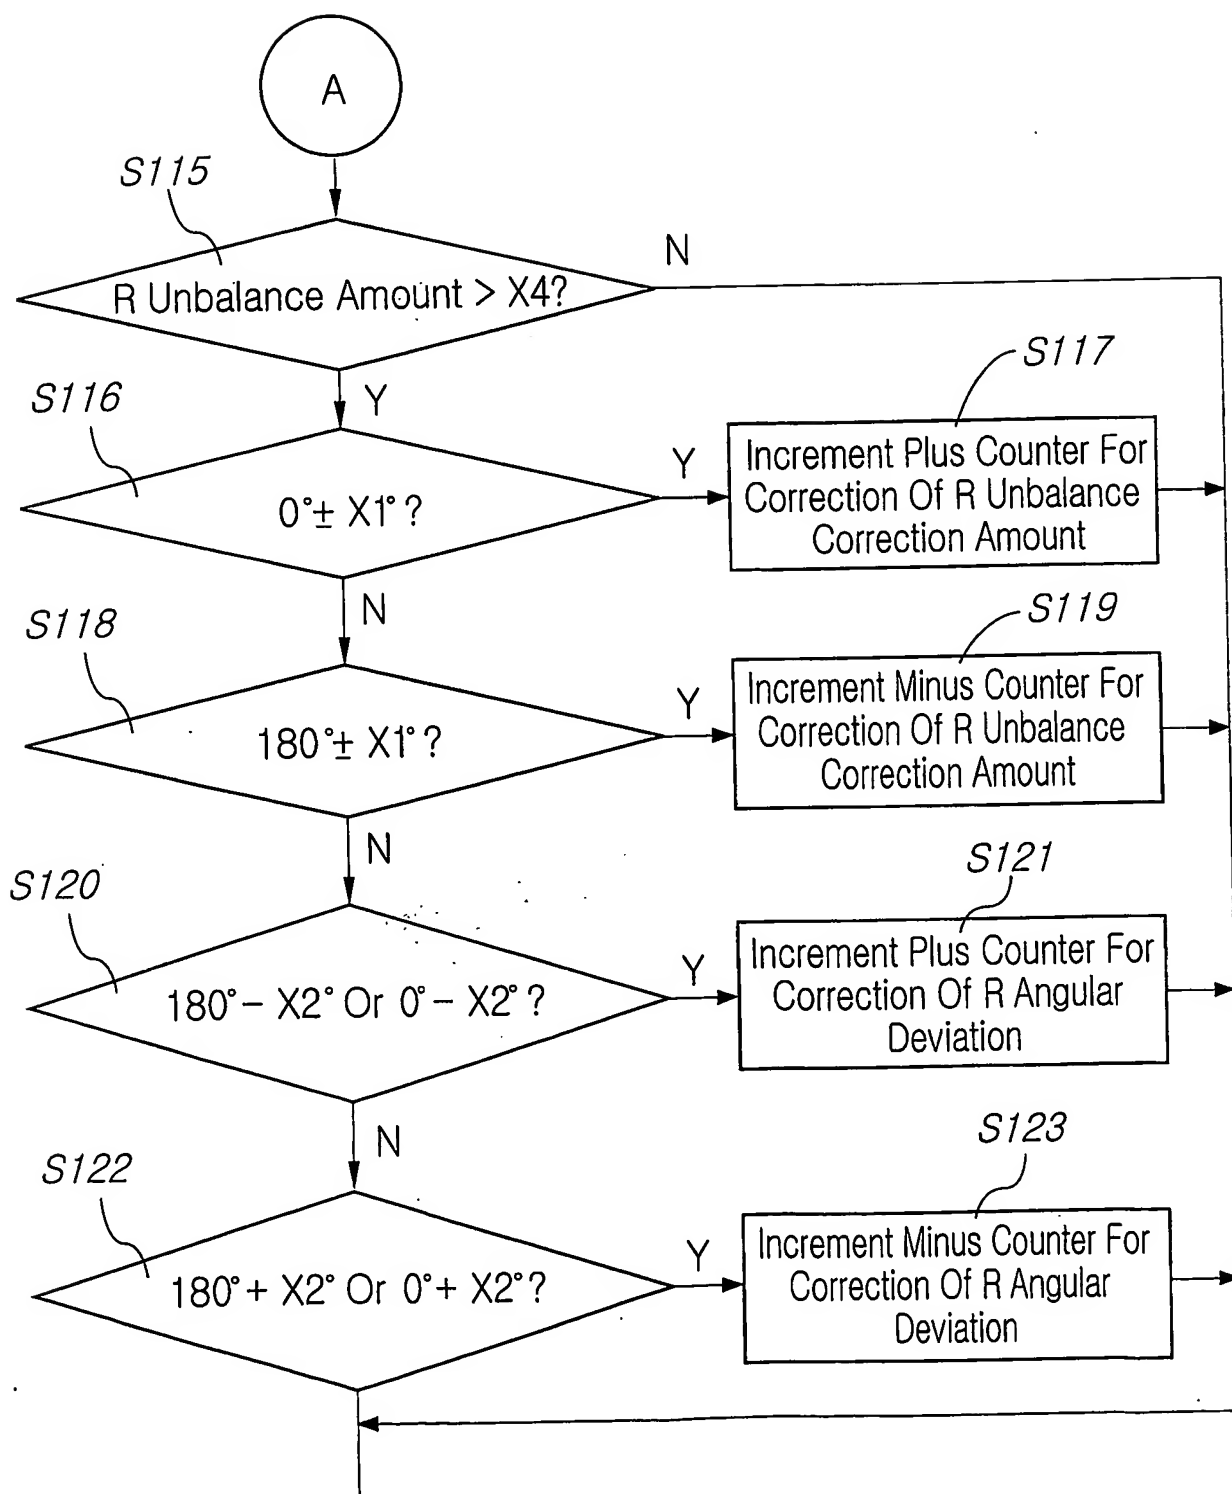 A
S115
N
R Unbalance Amount > X4?
S117
S116
Y
Y
Increment Plus Counter For
Correction Of R Unbalance
Correction Amount
0°± X1°?
N
S119
S118
Y
Increment Minus Counter For
Correction Of R Unbalance
Correction Amount
180°± X1°?
N
S121
S120
Y
Increment Plus Counter For
Correction Of R Angular
Deviation
180°− X2° Or 0°− X2°?
N
S123
S122
Y
Increment Minus Counter For
Correction Of R Angular
Deviation
180°+ X2° Or 0°+ X2°?